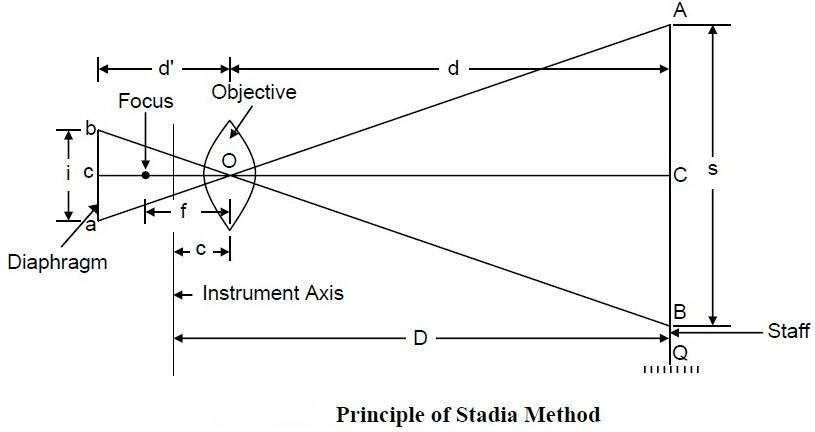 A
d'
d
Focus
Objective
b
O
i
c
C
s
f
a
c
Diaphragm
Instrument Axis
B
Staff
D
Q
Principle of Stadia Method